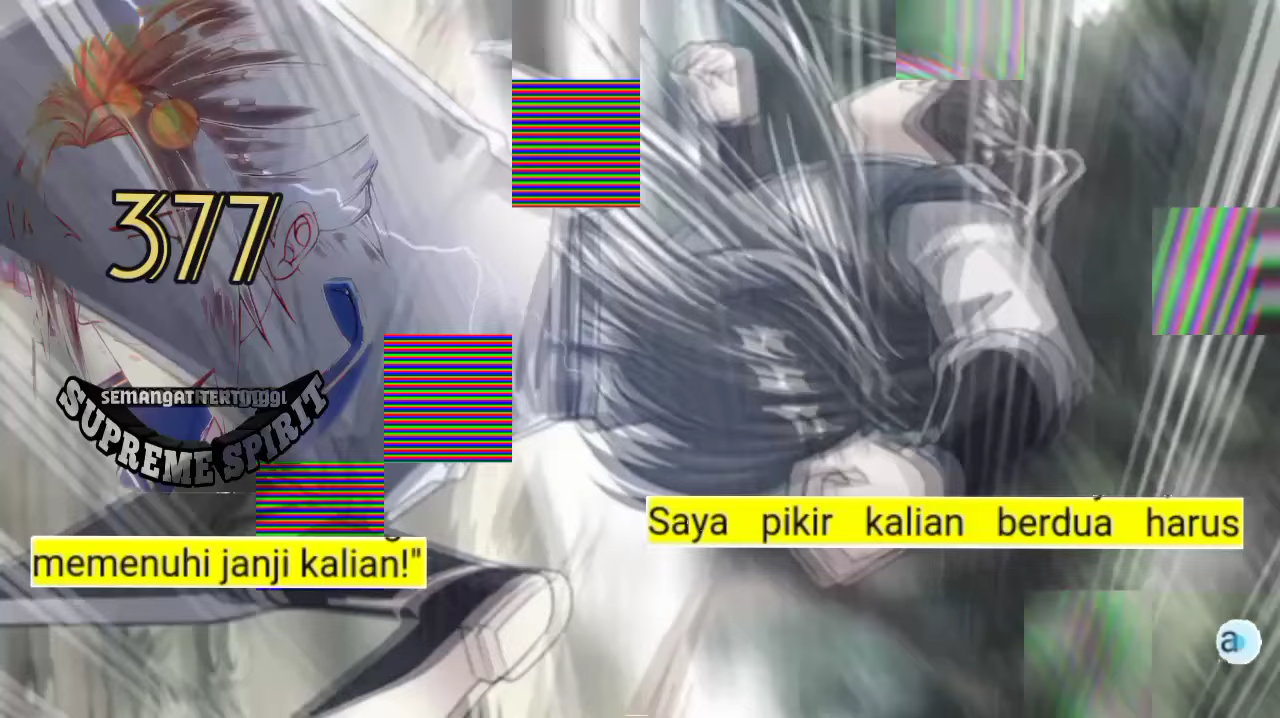 377
SEMANGAT TERTINGGI
SUPREME SPIRIT
Saya pikir kalian berdua harus
memenuhi janji kalian!"
a